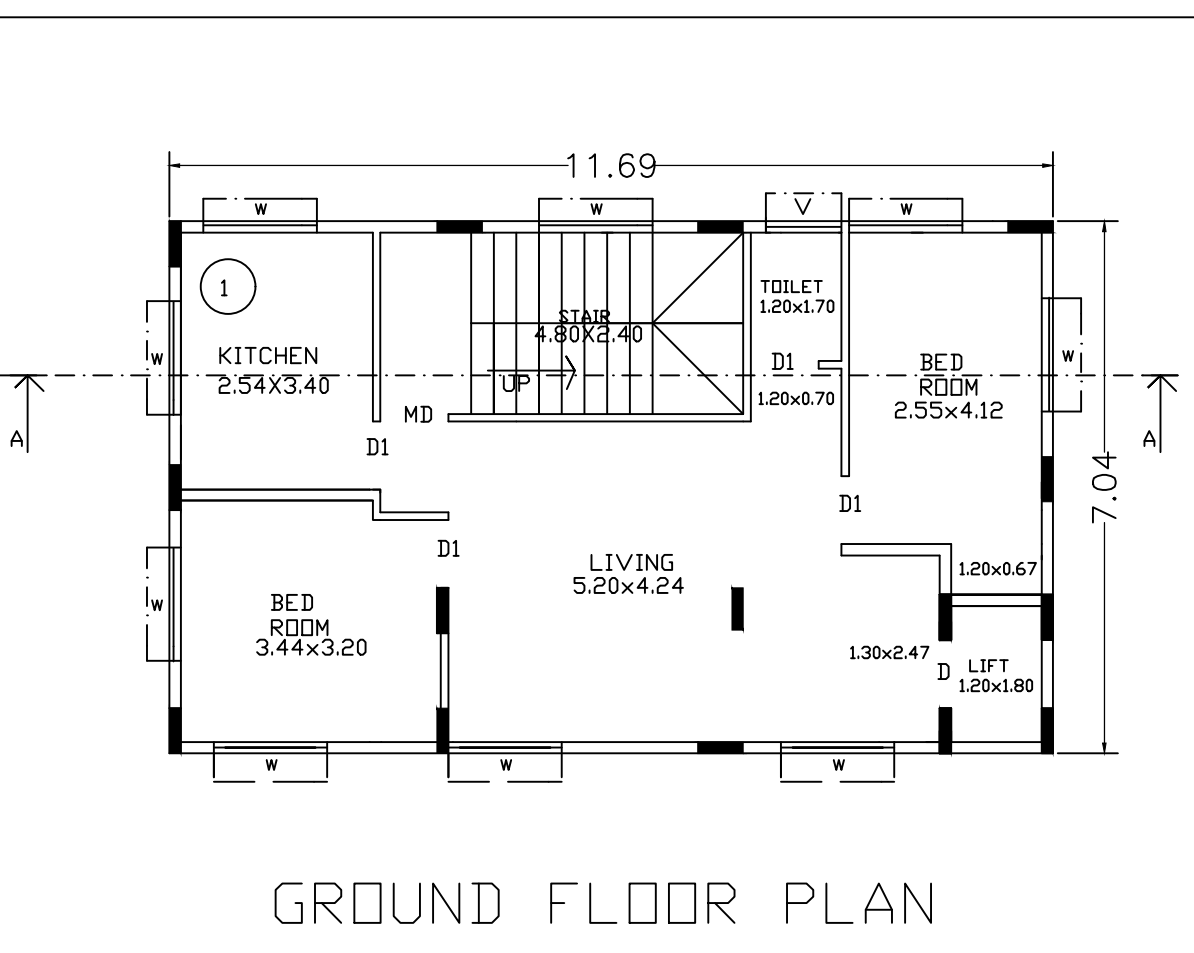 11.69
W
W
V
W
1
TOILET
1.20x1.70
STAIR
4.80X2.40
KITCHEN
2.54X3.40
W
D1
BED
ROOM
2.55x4.12
W
UP
1.20x0.70
MD
A
D1
A
7.04
D1
D1
LIVING
5.20x4.24
1.20x0.67
W
BED
ROOM
3.44x3.20
1.30x2.47
D
LIFT
1.20x1.80
W
W
W
GROUND FLOOR PLAN